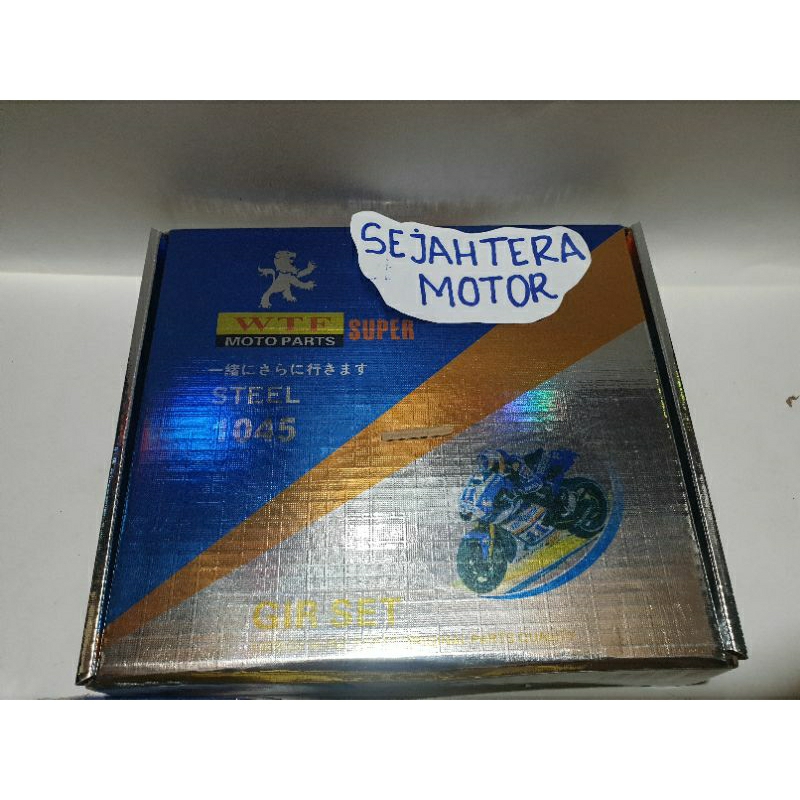 SEJAHTERA
MOTOR
WTF SUPER
MOTO PARTS
一緒にさらに行きます
STEEL
1045
GIR SET
PARTS